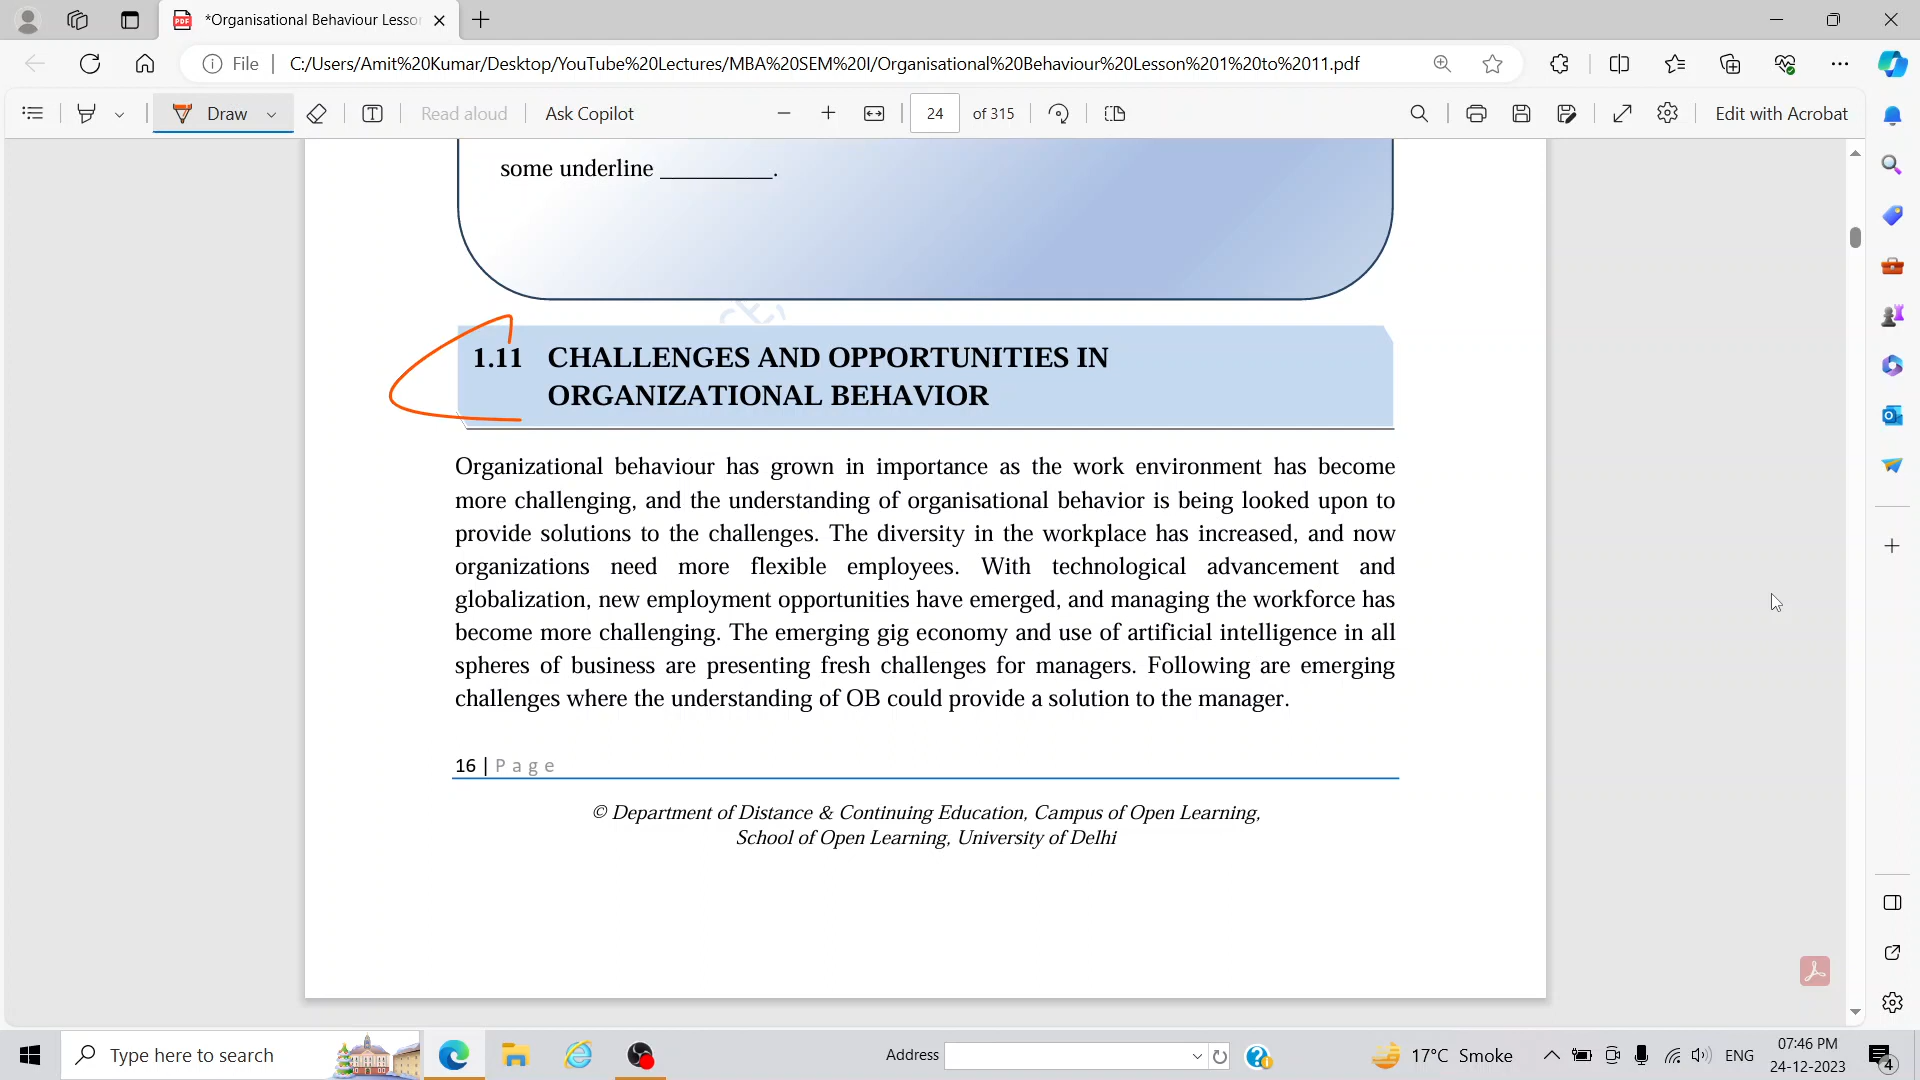 *Organisational Behaviour Lesso
File
C:/Users/Amit%20Kumar/Desktop/YouTube%20Lectures/MBA%20SEM%20I/Organisational%20Behaviour%20Lesson%201%20to%2011.pdf
Draw
Read aloud
Ask Copilot
24 of 315
Edit with Acrobat
some underline _________.
1.11 CHALLENGES AND OPPORTUNITIES IN
ORGANIZATIONAL BEHAVIOR
Organizational behaviour has grown in importance as the work environment has become
more challenging, and the understanding of organisational behavior is being looked upon to
provide solutions to the challenges. The diversity in the workplace has increased, and now
organizations need more flexible employees. With technological advancement and
globalization, new employment opportunities have emerged, and managing the workforce has
become more challenging. The emerging gig economy and use of artificial intelligence in all
spheres of business are presenting fresh challenges for managers. Following are emerging
challenges where the understanding of OB could provide a solution to the manager.
16 | Page
© Department of Distance & Continuing Education, Campus of Open Learning,
School of Open Learning, University of Delhi
Type here to search
Address
17°C Smoke
ENG
07:46 PM
24-12-2023
4